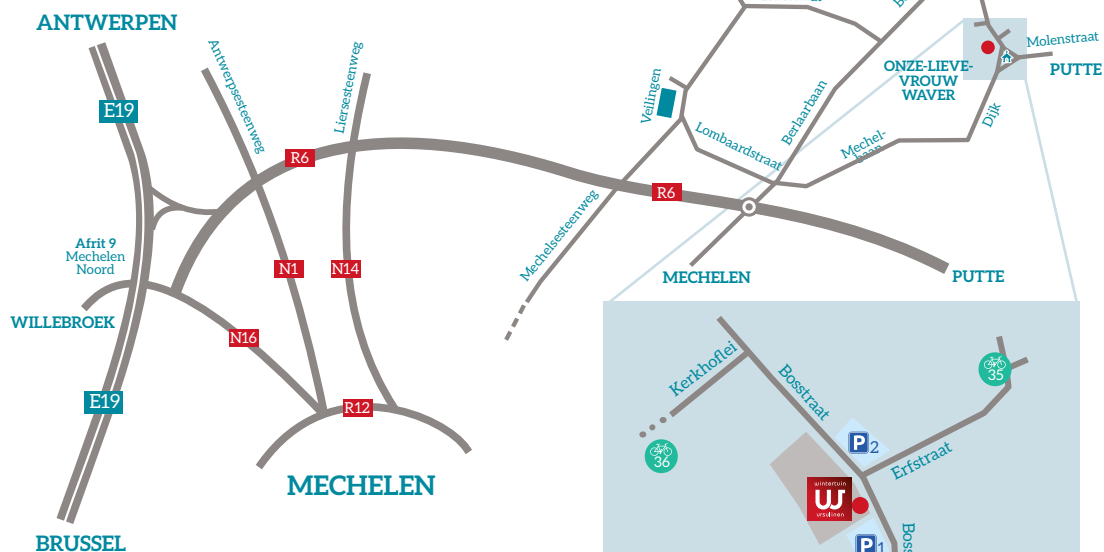 ANTWERPEN
E19
Antwerpsesteenweg
Liersesteenweg
R6
Afrit 9
Mechelen
Noord
WILLEBROEK
N1
N14
N16
E19
R12
MECHELEN
BRUSSEL
Veilingen
Lombaardstraat
Berlaarbaan
Mechel-
baan
Dijk
ONZE-LIEVE-
VROUW
WAVER
Molenstraat
PUTTE
R6
Mechelsesteenweg
MECHELEN
PUTTE
Kerkhoflei
Bosstraat
35
36
P 2
Erfstraat
wintertuin
ursulinen
P 1